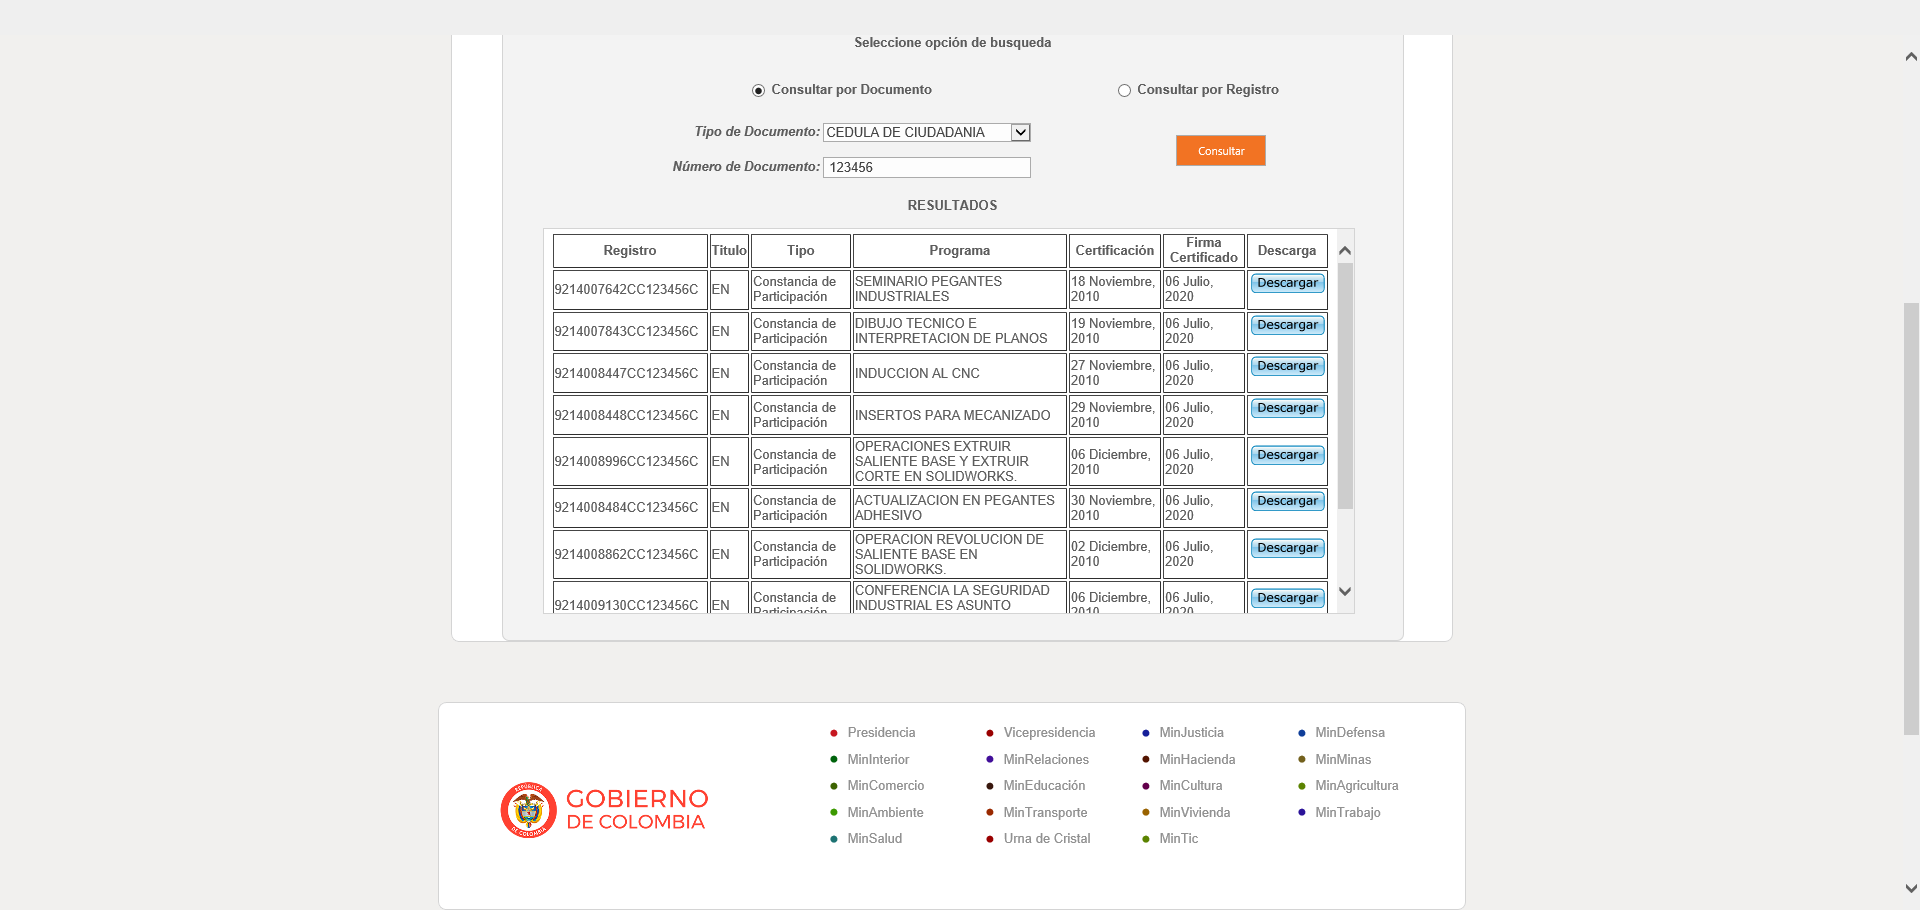 Seleccione opción de busqueda
Consultar por Documento
Consultar por Registro
Tipo de Documento: CEDULA DE CIUDADANIA
Consultar
Número de Documento: 123456
RESULTADOS
Registro Titulo Tipo Programa Certificación Firma Certificado Descarga
9214007642CC123456C EN Constancia de Participación SEMINARIO PEGANTES INDUSTRIALES 18 Noviembre, 2010 06 Julio, 2020 Descargar
9214007843CC123456C EN Constancia de Participación DIBUJO TECNICO E INTERPRETACION DE PLANOS 19 Noviembre, 2010 06 Julio, 2020 Descargar
9214008447CC123456C EN Constancia de Participación INDUCCION AL CNC 27 Noviembre, 2010 06 Julio, 2020 Descargar
9214008448CC123456C EN Constancia de Participación INSERTOS PARA MECANIZADO 29 Noviembre, 2010 06 Julio, 2020 Descargar
9214008996CC123456C EN Constancia de Participación OPERACIONES EXTRUIR SALIENTE BASE Y EXTRUIR CORTE EN SOLIDWORKS. 06 Diciembre, 2010 06 Julio, 2020 Descargar
9214008484CC123456C EN Constancia de Participación ACTUALIZACION EN PEGANTES ADHESIVO 30 Noviembre, 2010 06 Julio, 2020 Descargar
9214008862CC123456C EN Constancia de Participación OPERACION REVOLUCION DE SALIENTE BASE EN SOLIDWORKS. 02 Diciembre, 2010 06 Julio, 2020 Descargar
9214009130CC123456C EN Constancia de Participación CONFERENCIA LA SEGURIDAD INDUSTRIAL ES ASUNTO 06 Diciembre, 2010 06 Julio, 2020 Descargar
REPÚBLICA DE COLOMBIA
GOBIERNO
DE COLOMBIA
Presidencia Vicepresidencia MinJusticia MinDefensa
MinInterior MinRelaciones MinHacienda MinMinas
MinComercio MinEducación MinCultura MinAgricultura
MinAmbiente MinTransporte MinVivienda MinTrabajo
MinSalud Urna de Cristal MinTic